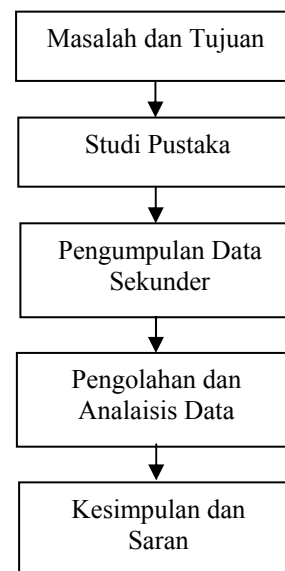 Masalah dan Tujuan
Studi Pustaka
Pengumpulan Data
Sekunder
Pengolahan dan
Analaisis Data
Kesimpulan dan
Saran